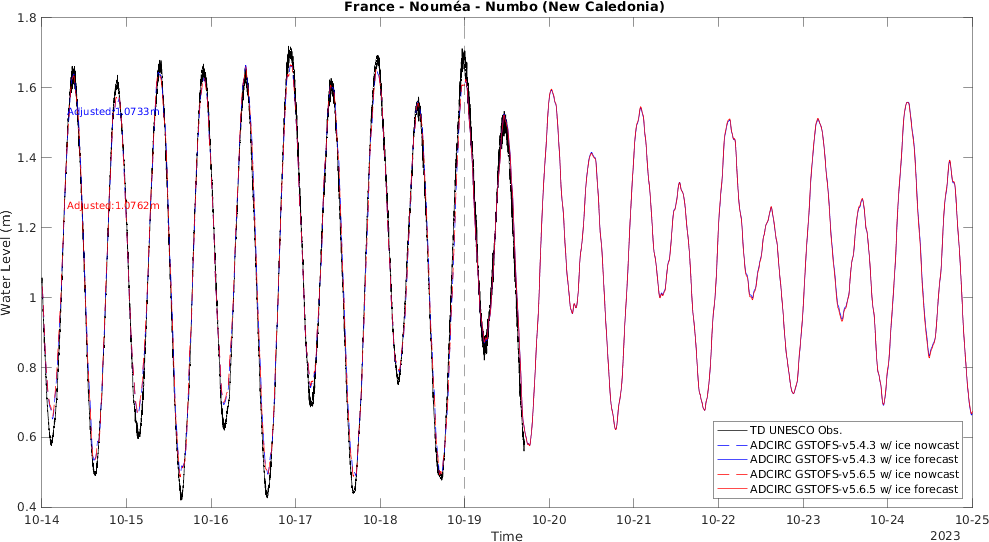 France - Nouméa - Numbo (New Caledonia)
1.8
1.6
1.4
1.2
1
0.8
0.6
0.4
Water Level (m)
Adjusted:1.0733m
Adjusted:1.0762m
TD UNESCO Obs.
ADCIRC GSTOFS-v5.4.3 w/ ice nowcast
ADCIRC GSTOFS-v5.4.3 w/ ice forecast
ADCIRC GSTOFS-v5.6.5 w/ ice nowcast
ADCIRC GSTOFS-v5.6.5 w/ ice forecast
10-14 10-15 10-16 10-17 10-18 10-19 10-20 10-21 10-22 10-23 10-24 10-25
Time
2023